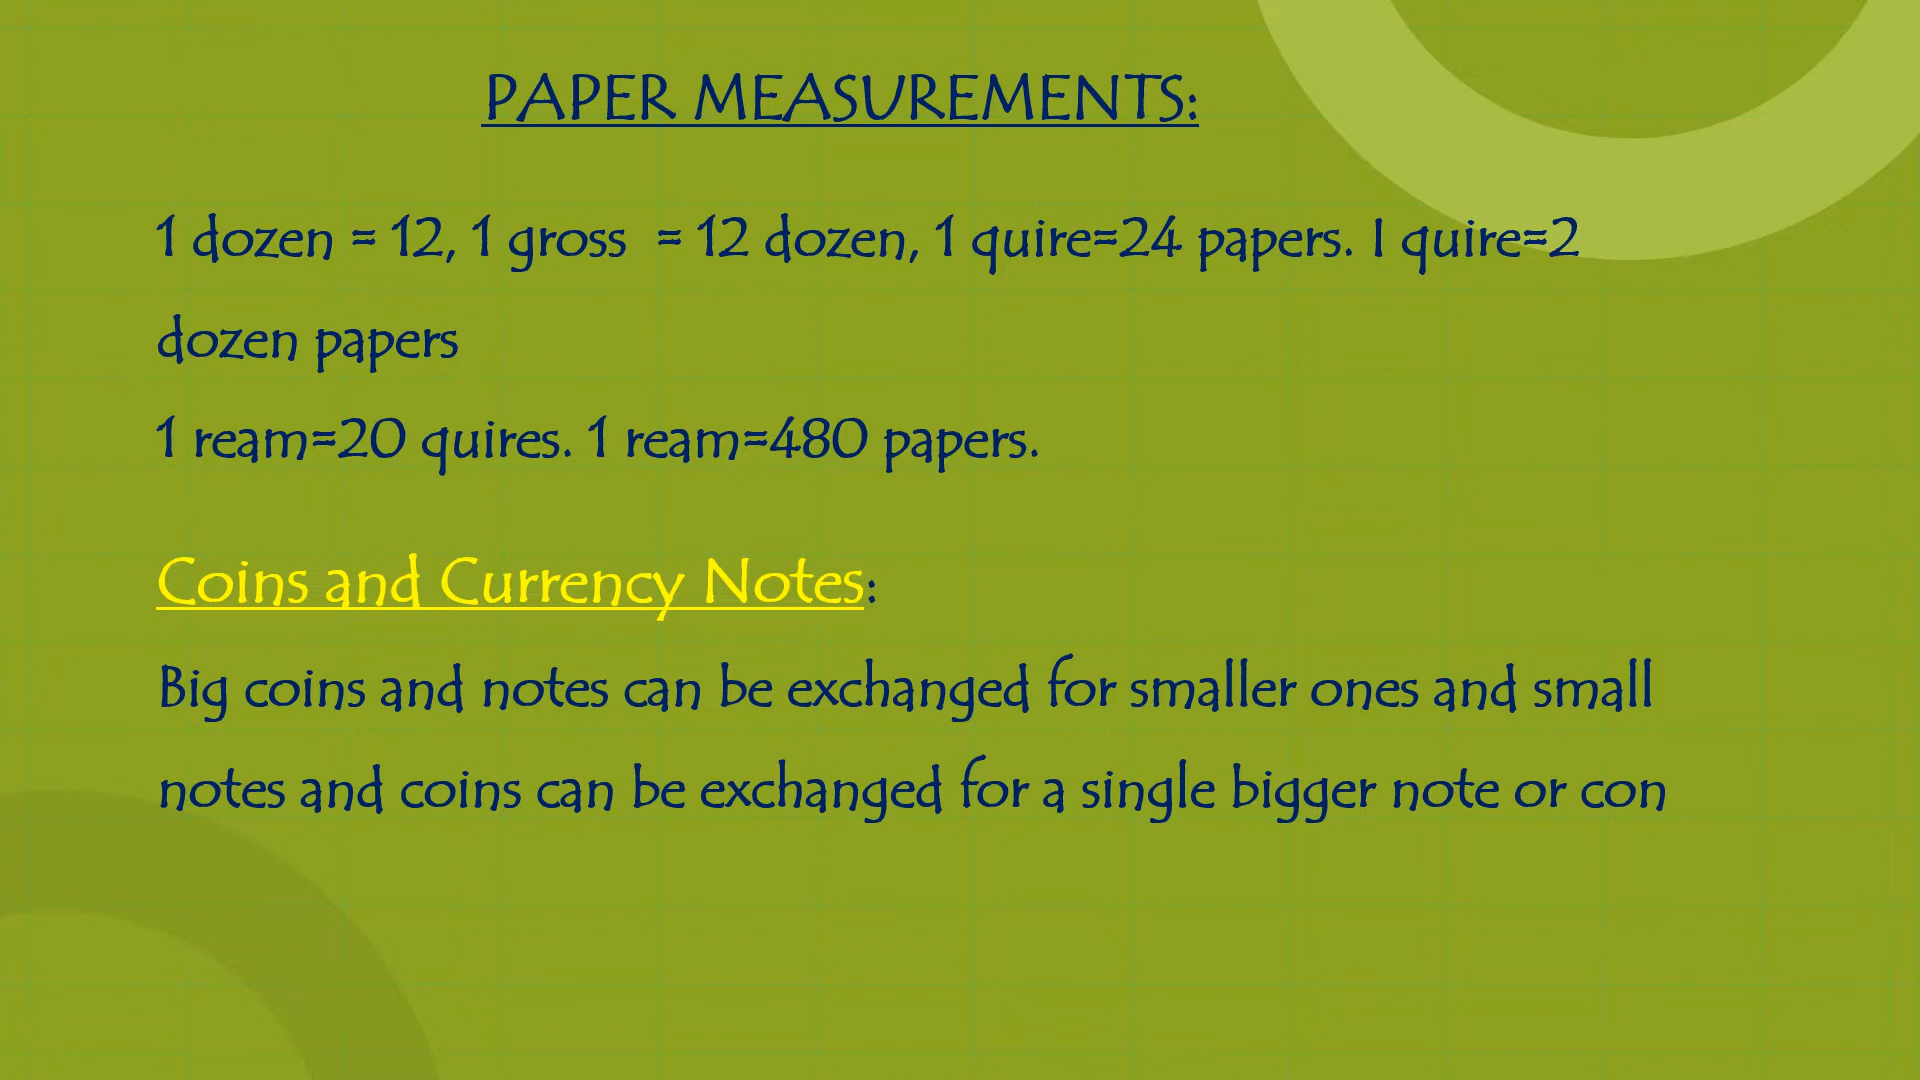 PAPER MEASUREMENTS:
1 dozen = 12, 1 gross  = 12 dozen, 1 quire=24 papers. I quire=2
dozen papers
1 ream=20 quires. 1 ream=480 papers.
Coins and Currency Notes:
Big coins and notes can be exchanged for smaller ones and small
notes and coins can be exchanged for a single bigger note or con